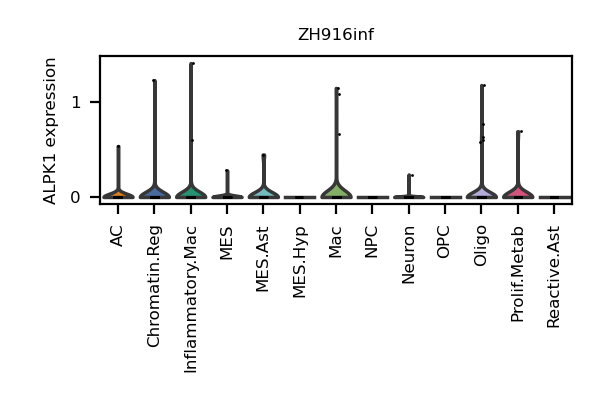 ZH916inf
ALPK1 expression
1
0
AC
Chromatin.Reg
Inflammatory.Mac
MES
MES.Ast
MES.Hyp
Mac
NPC
Neuron
OPC
Oligo
Prolif.Metab
Reactive.Ast